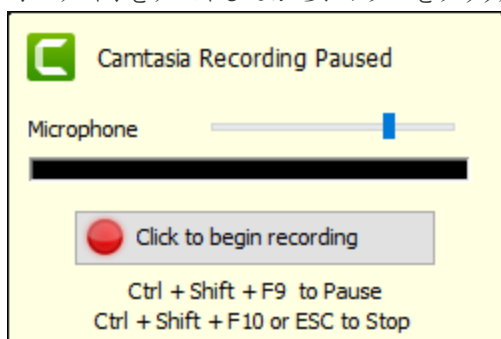 Camtasia Recording Paused
Microphone
Click to begin recording
Ctrl + Shift + F9 to Pause
Ctrl + Shift + F10 or ESC to Stop